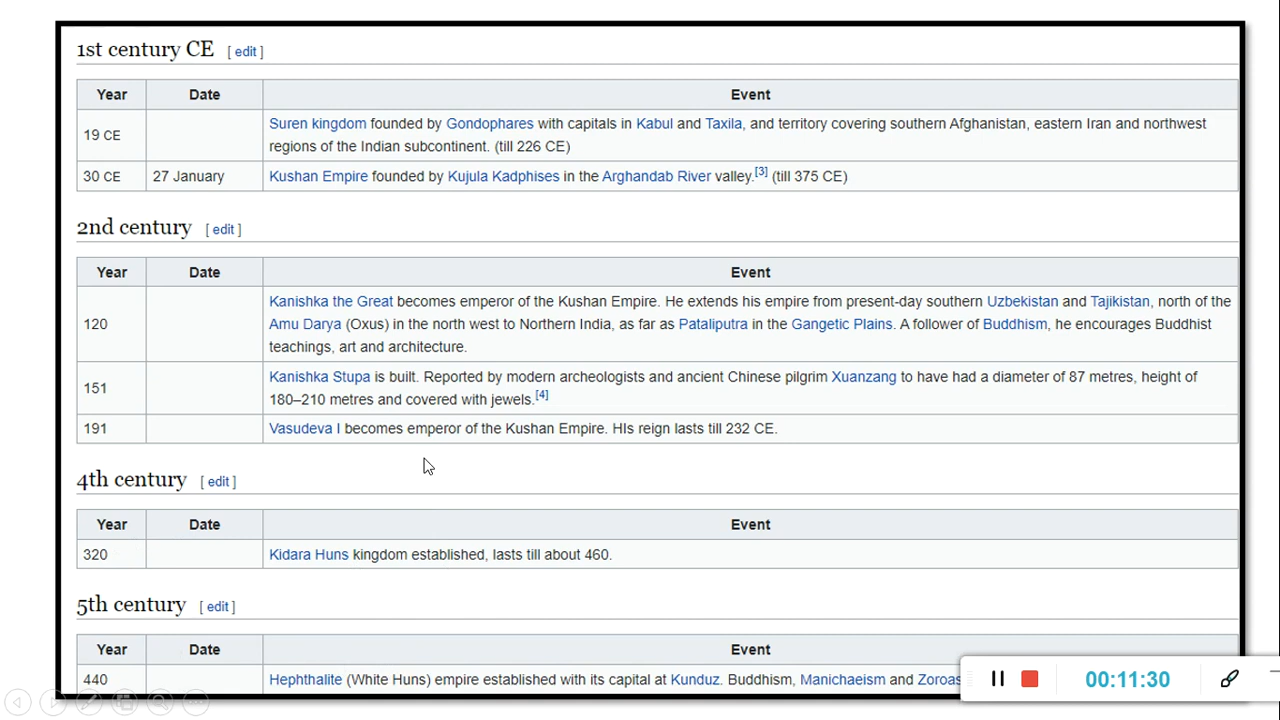 1st century CE [ edit ]
Year Date Event
19 CE Suren kingdom founded by Gondophares with capitals in Kabul and Taxila, and territory covering southern Afghanistan, eastern Iran and northwest
regions of the Indian subcontinent. (till 226 CE)
30 CE 27 January Kushan Empire founded by Kujula Kadphises in the Arghandab River valley.[3] (till 375 CE)
2nd century [ edit ]
Year Date Event
120 Kanishka the Great becomes emperor of the Kushan Empire. He extends his empire from present-day southern Uzbekistan and Tajikistan, north of the
Amu Darya (Oxus) in the north west to Northern India, as far as Pataliputra in the Gangetic Plains. A follower of Buddhism, he encourages Buddhist
teachings, art and architecture.
151 Kanishka Stupa is built. Reported by modern archeologists and ancient Chinese pilgrim Xuanzang to have had a diameter of 87 metres, height of
180–210 metres and covered with jewels.[4]
191 Vasudeva I becomes emperor of the Kushan Empire. HIs reign lasts till 232 CE.
4th century [ edit ]
Year Date Event
320 Kidara Huns kingdom established, lasts till about 460.
5th century [ edit ]
Year Date Event
440 Hephthalite (White Huns) empire established with its capital at Kunduz. Buddhism, Manichaeism and
00:11:30